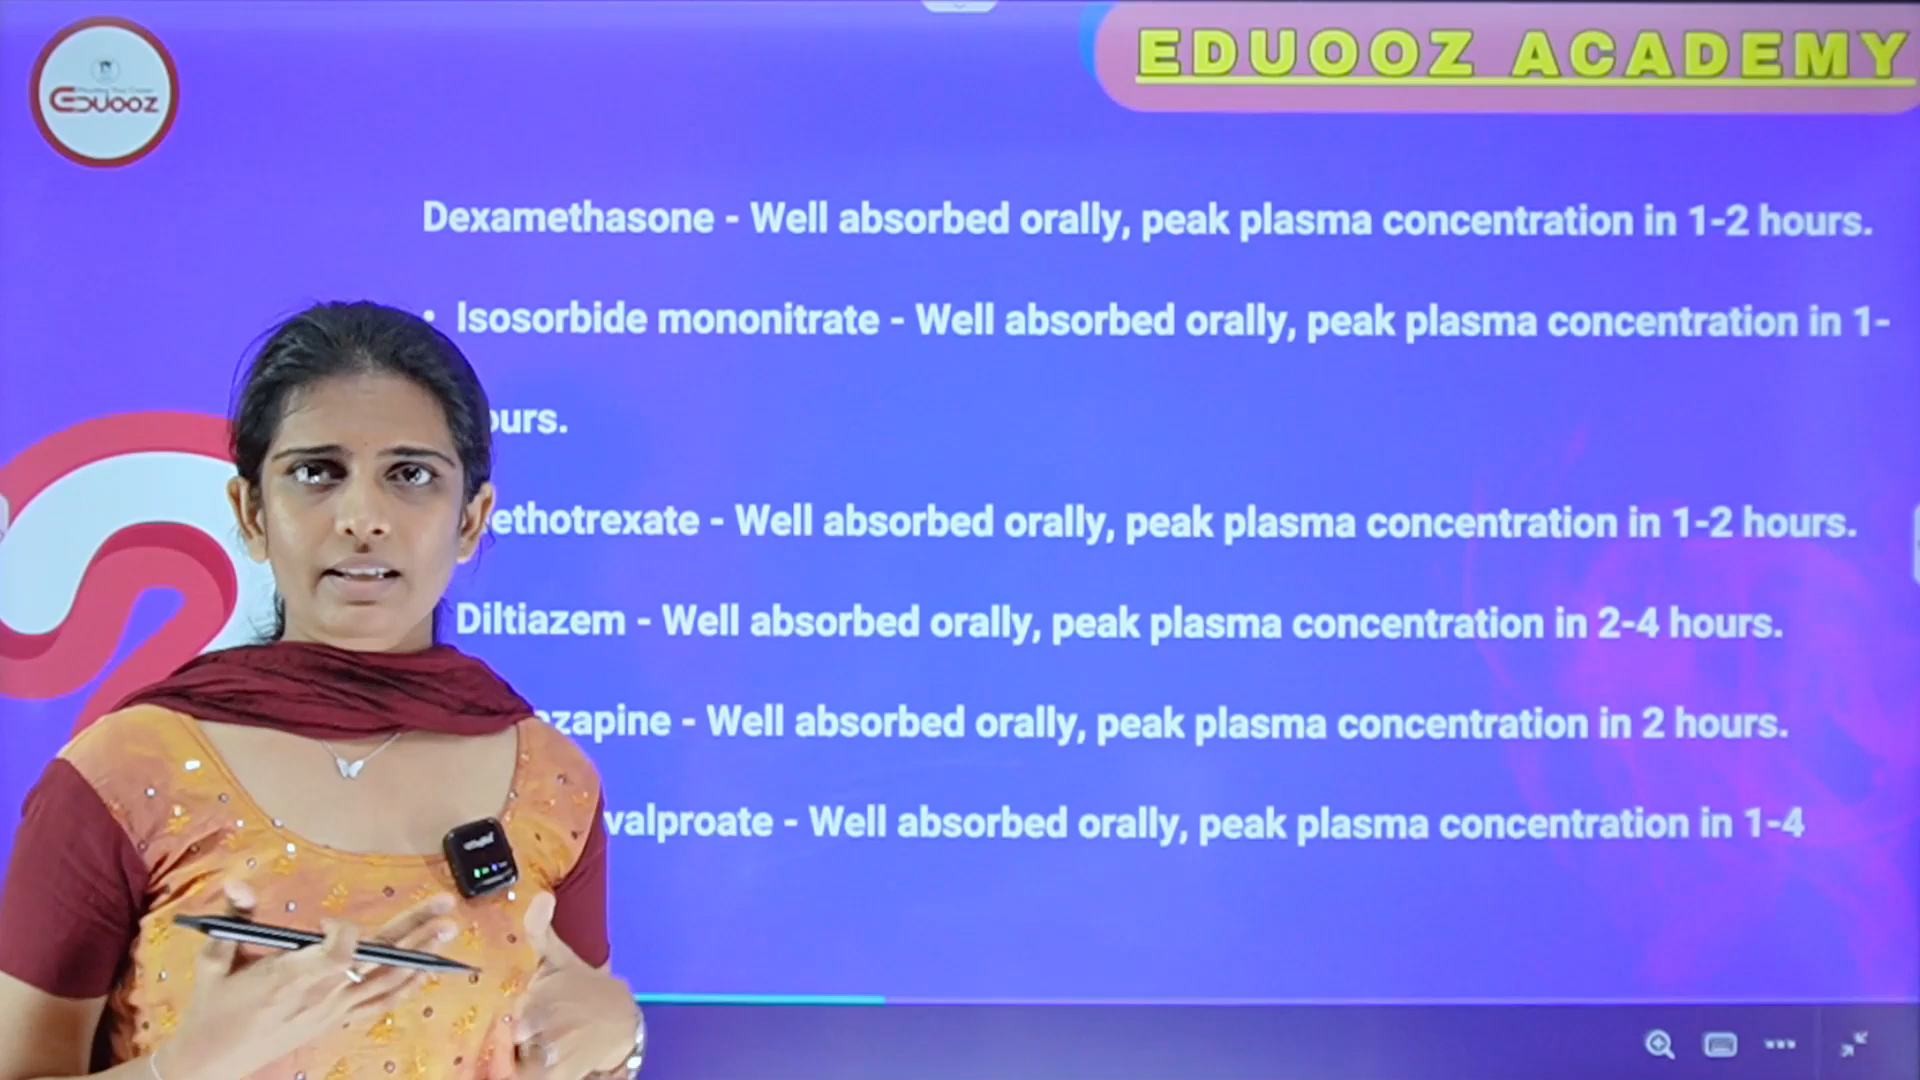 EDUOOZ
EDUOOZ ACADEMY
Dexamethasone - Well absorbed orally, peak plasma concentration in 1-2 hours.
• Isosorbide mononitrate - Well absorbed orally, peak plasma concentration in 1-
ours.
ethotrexate - Well absorbed orally, peak plasma concentration in 1-2 hours.
Diltiazem - Well absorbed orally, peak plasma concentration in 2-4 hours.
zapine - Well absorbed orally, peak plasma concentration in 2 hours.
valproate - Well absorbed orally, peak plasma concentration in 1-4